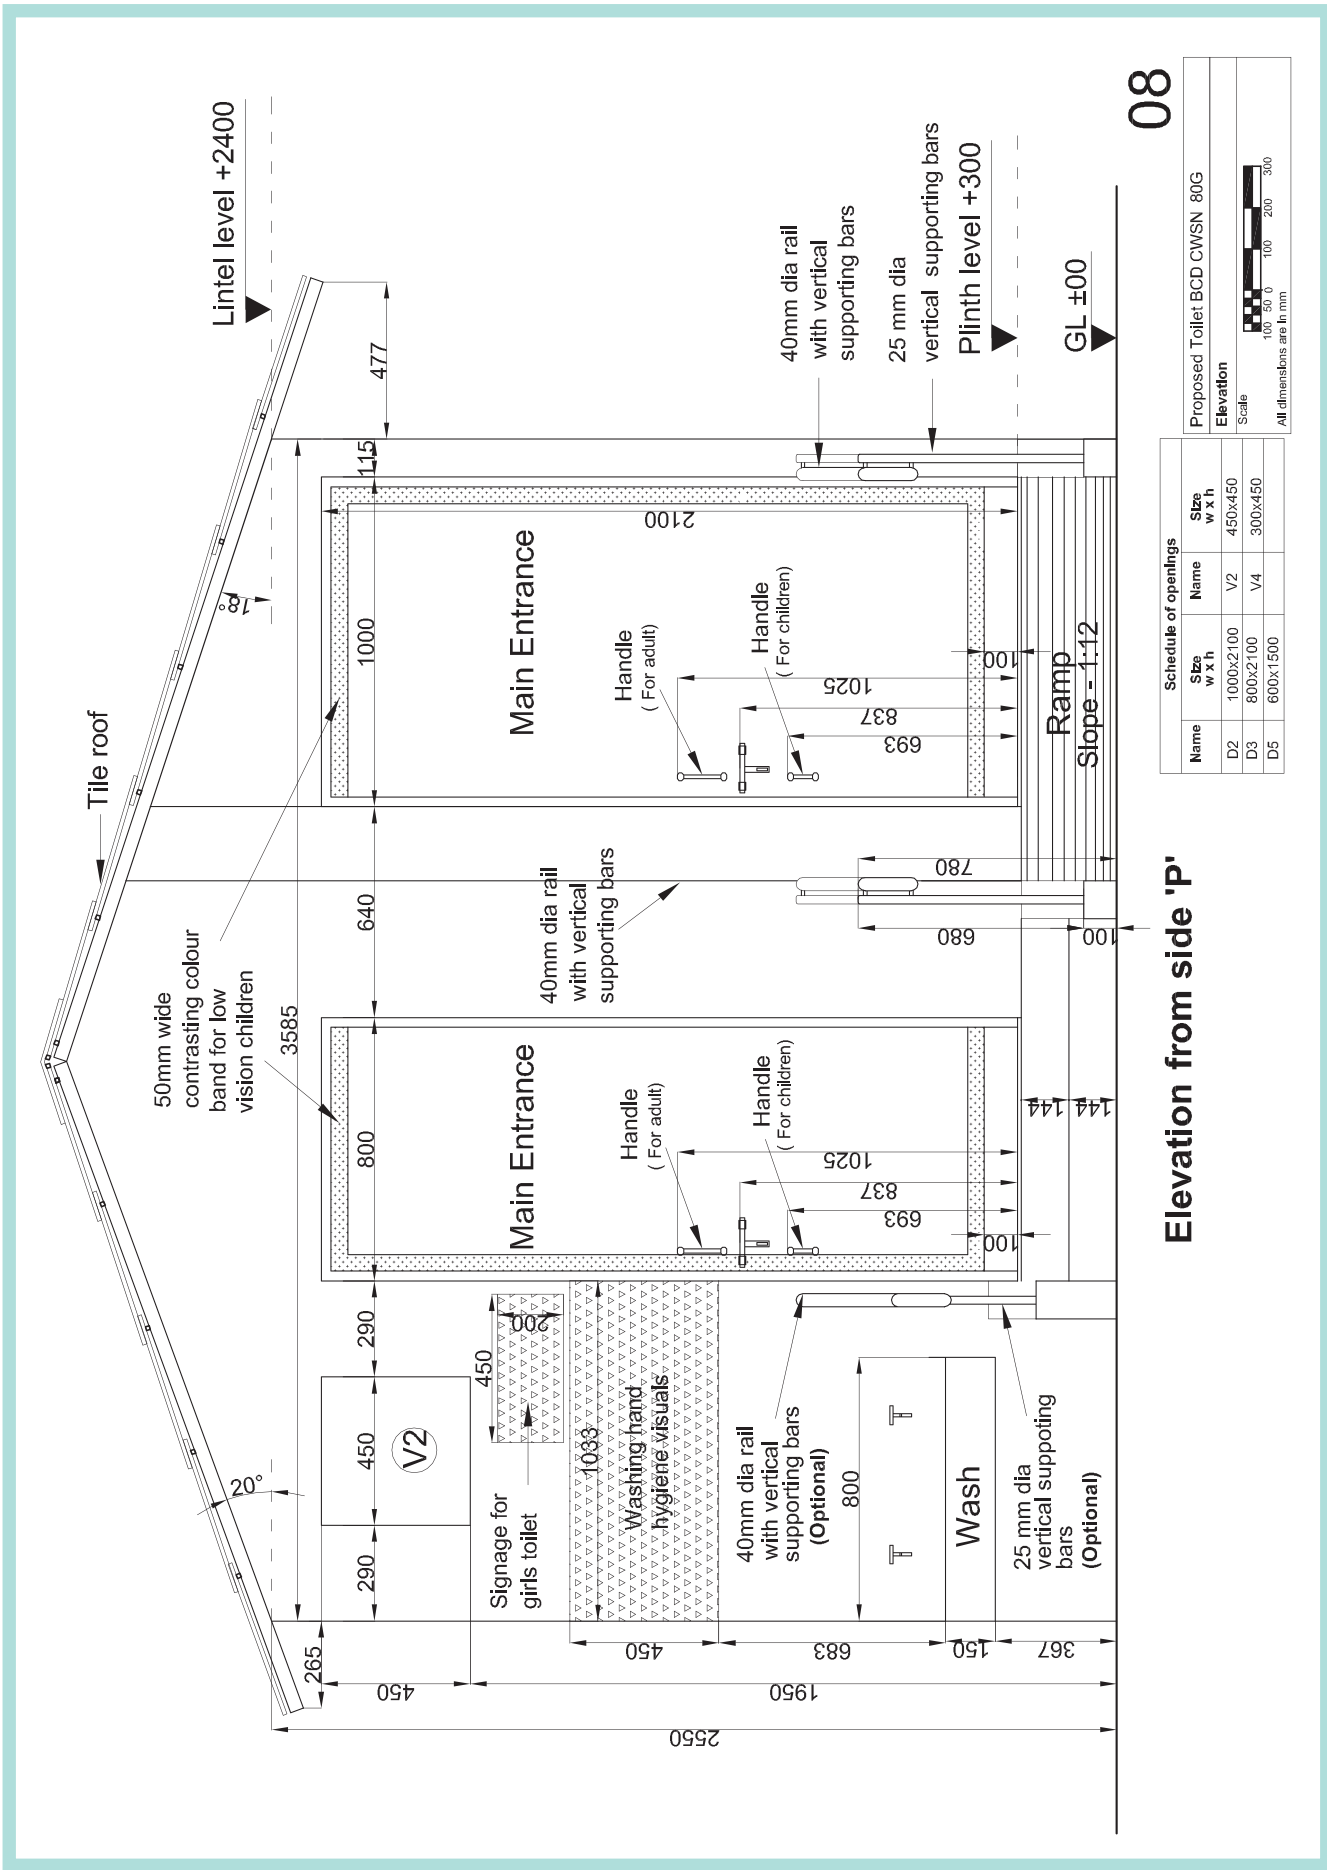 08
Lintel level +2400
Tile roof
18°
20°
477
115
3585
265
50mm wide
contrasting colour
band for low
vision children
290
450
290
800
640
1000
V2
Signage for
girls toilet
450
200
1033
Washing hand
hygiene visuals
Main Entrance
Handle
( For adult)
Handle
( For children)
1025
837
693
100
Main Entrance
2100
Handle
( For adult)
Handle
( For children)
1025
837
693
100
40mm dia rail
with vertical
supporting bars
40mm dia rail
with vertical
supporting bars
25 mm dia
vertical supporting bars
Plinth level +300
GL ±00
40mm dia rail
with vertical
supporting bars
(Optional)
25 mm dia
vertical suppoting
bars
(Optional)
800
Wash
780
680
100
144
144
Ramp
Slope - 1:12
450
1950
2550
450
683
150
367
Elevation from side 'P'
Schedule of openings
Name Size w x h Name Size w x h
D2 1000x2100 V2 450x450
D3 800x2100 V4 300x450
D5 600x1500
Proposed Toilet BCD CWSN 80G
Elevation
Scale
100 50 0 100 200 300
All dimensions are in mm